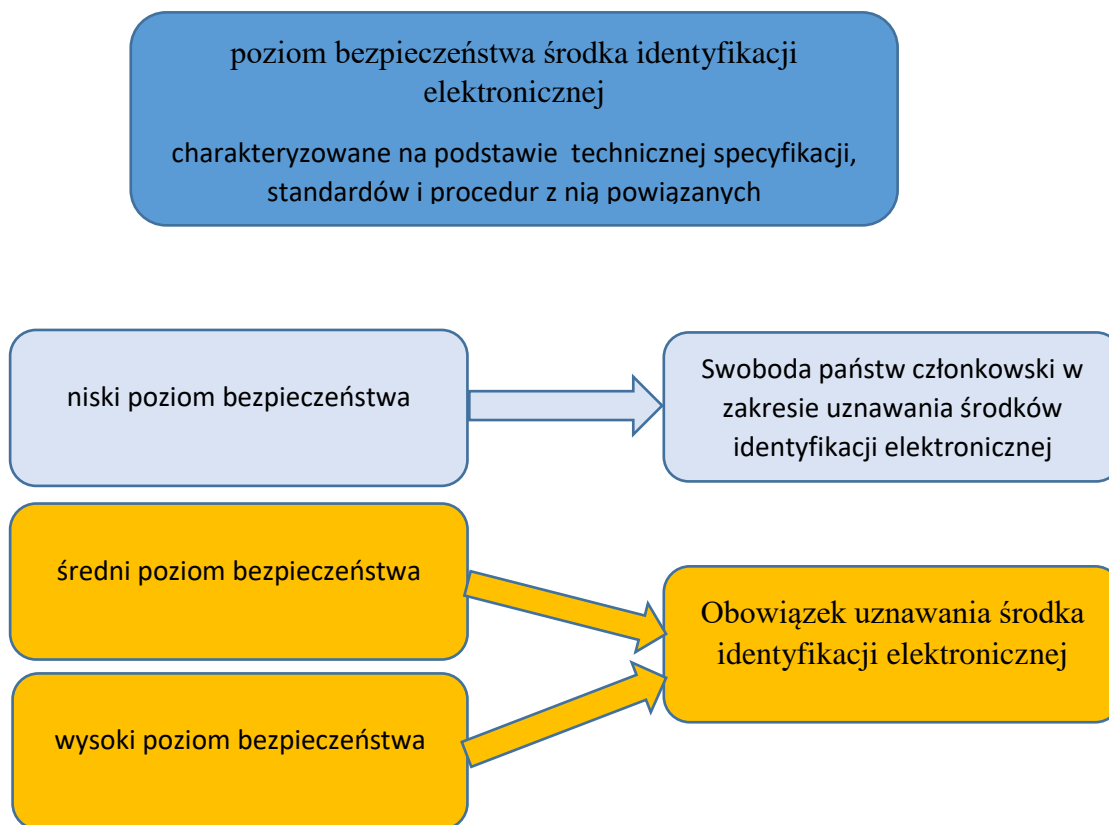 poziom bezpieczeństwa środka identyfikacji
elektronicznej
charakteryzowane na podstawie technicznej specyfikacji,
standardów i procedur z nią powiązanych
niski poziom bezpieczeństwa
Swoboda państw członkowski w
zakresie uznawania środków
identyfikacji elektronicznej
średni poziom bezpieczeństwa
Obowiązek uznawania środka
identyfikacji elektronicznej
wysoki poziom bezpieczeństwa